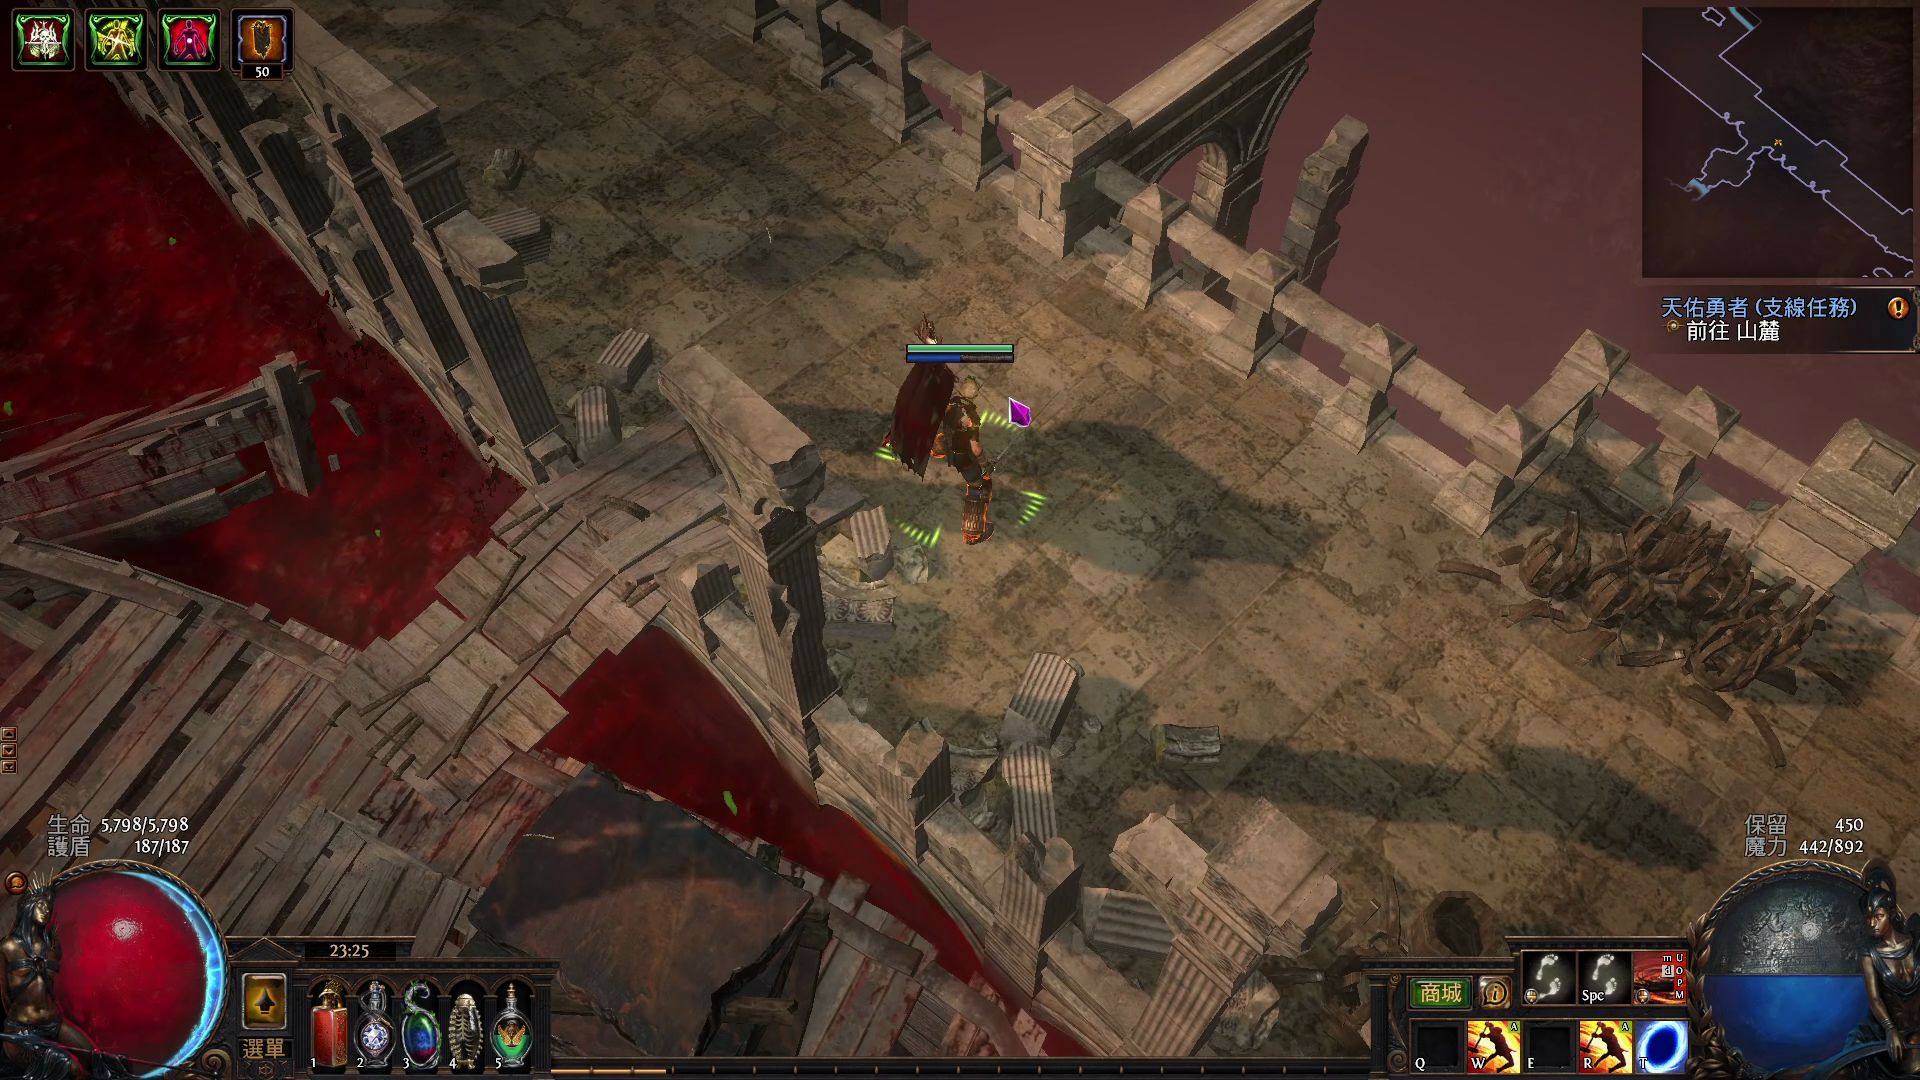 50
天佑勇者 (支線任務)
前往 山麓
生命 5,798/5,798
護盾 187/187
保留 450
魔力 442/892
23:25
選單
1 2 3 4 5
商城
Spc
m U
d O
P
M
Q W A E R A T